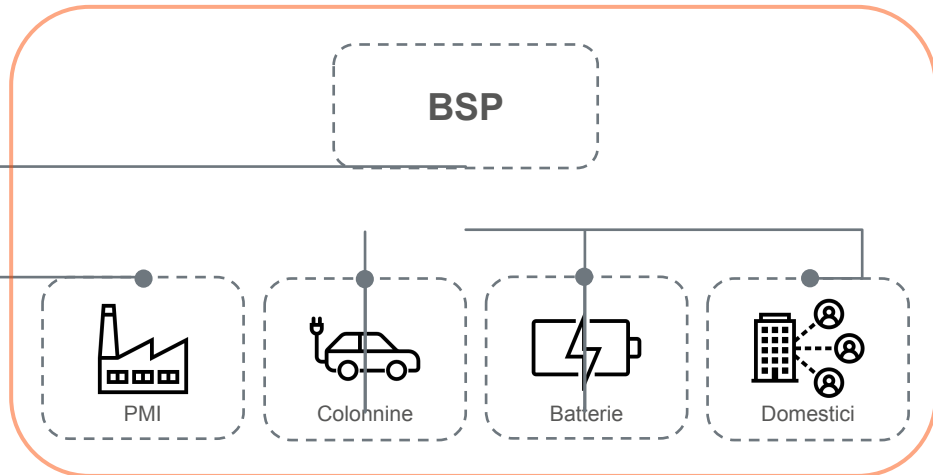 BSP
PMI
Colonnine
Batterie
Domestici